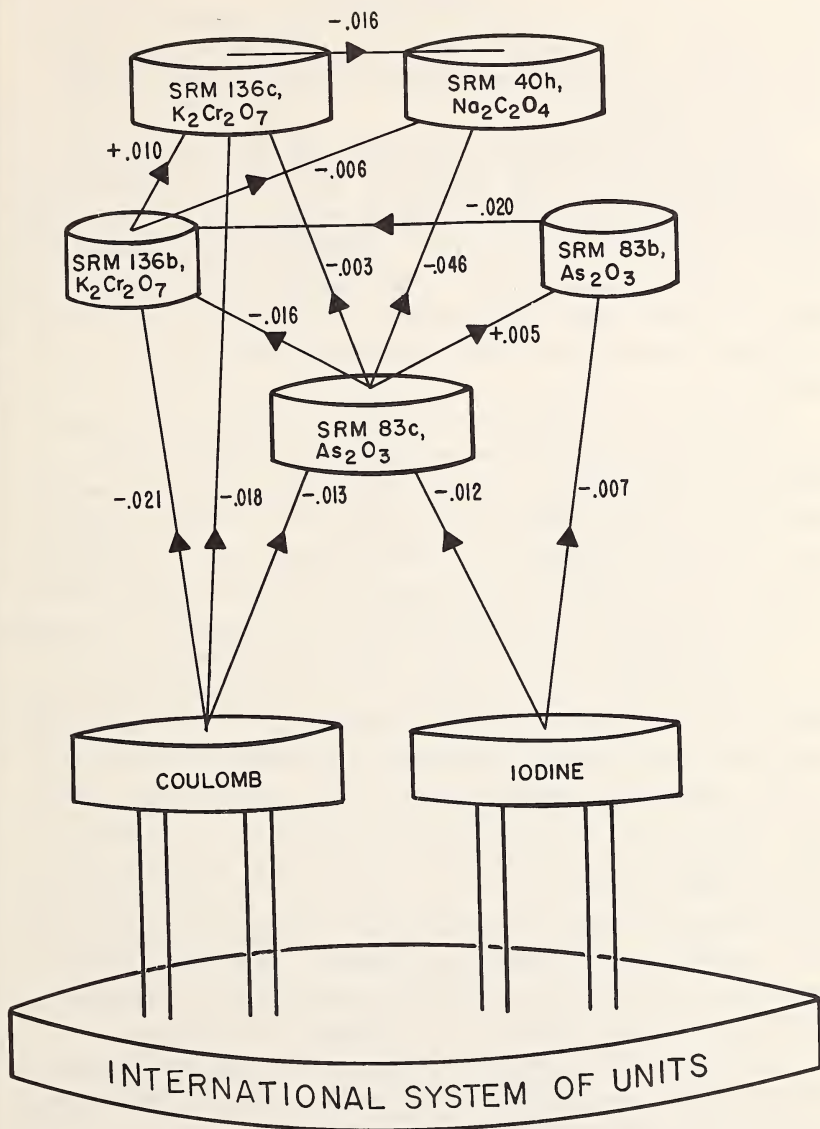 -.016
SRM 136c,
K₂Cr₂O₇
SRM 40h,
Na₂C₂O₄
+.010
-.006
-.020
SRM 136b,
K₂Cr₂O₇
SRM 83b,
As₂O₃
-.003
-.046
-.016
+.005
SRM 83c,
As₂O₃
-.021
-.018
-.013
-.012
-.007
COULOMB
IODINE
INTERNATIONAL SYSTEM OF UNITS